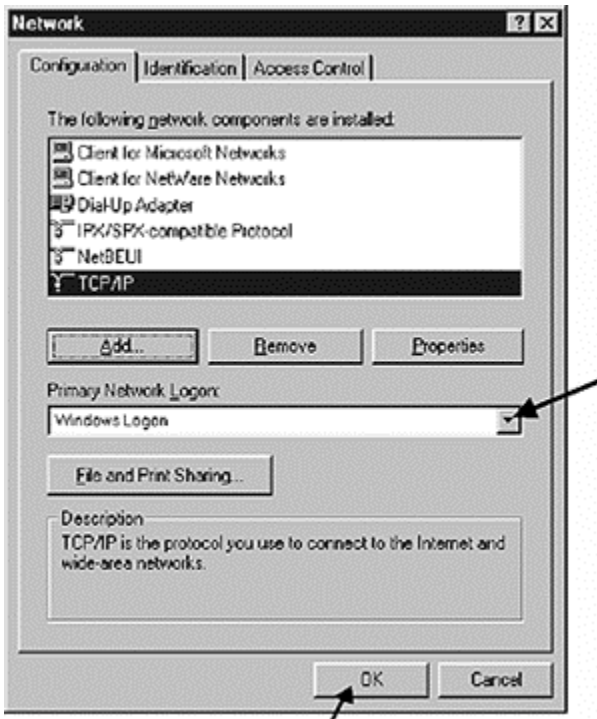 Network
Configuration Identification Access Control
The following network components are installed:
Client for Microsoft Networks
Client for NetWare Networks
Dial-Up Adapter
IPX/SPX-compatible Protocol
NetBEUI
TCP/IP
Add... Remove Properties
Primary Network Logon:
Windows Logon
File and Print Sharing...
Description
TCP/IP is the protocol you use to connect to the Internet and
wide-area networks.
OK Cancel